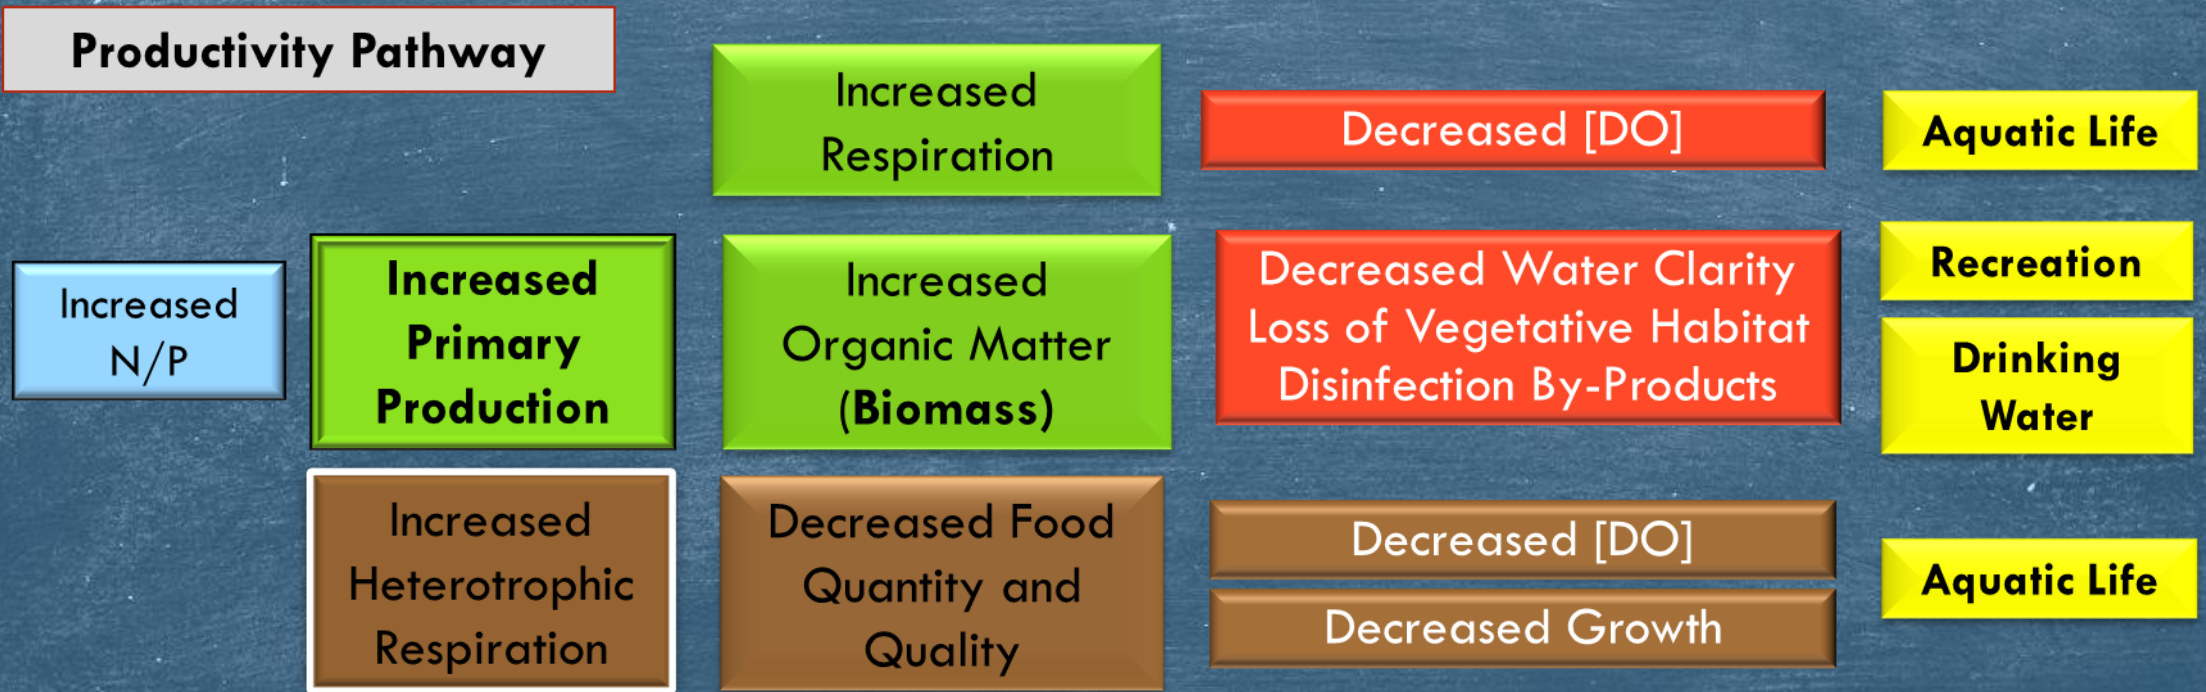 Productivity Pathway
Increased
N/P
Increased
Primary
Production
Increased
Heterotrophic
Respiration
Increased
Respiration
Increased
Organic Matter
(Biomass)
Decreased Food
Quantity and
Quality
Decreased [DO]
Decreased Water Clarity
Loss of Vegetative Habitat
Disinfection By-Products
Decreased [DO]
Decreased Growth
Aquatic Life
Recreation
Drinking
Water
Aquatic Life